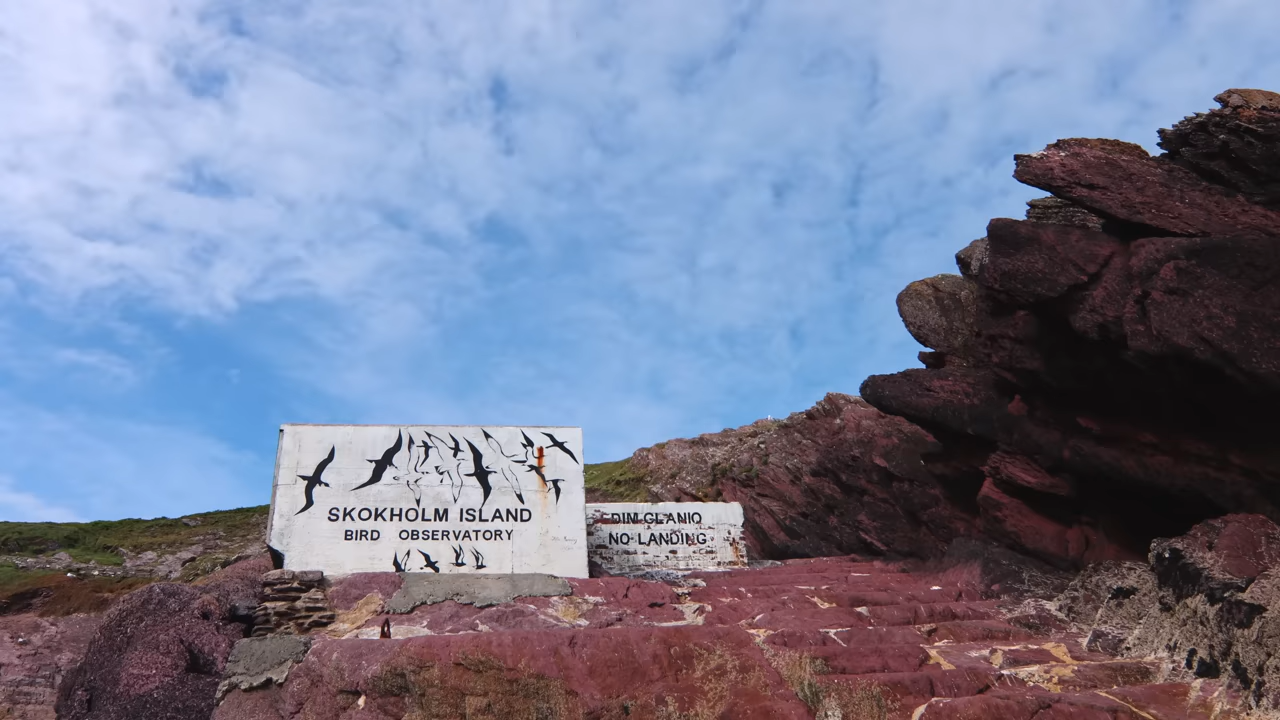 SKOKHOLM ISLAND
BIRD OBSERVATORY
DIM GLANIO
NO LANDING